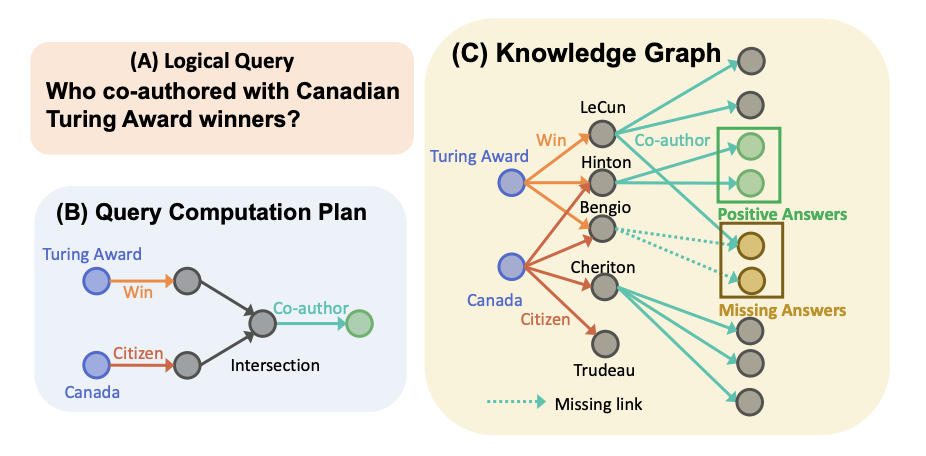 (A) Logical Query
Who co-authored with Canadian
Turing Award winners?
(B) Query Computation Plan
Turing Award
Win
Co-author
Citizen
Intersection
Canada
(C) Knowledge Graph
LeCun
Win
Co-author
Turing Award
Hinton
Bengio
Positive Answers
Cheriton
Canada
Missing Answers
Citizen
Trudeau
Missing link